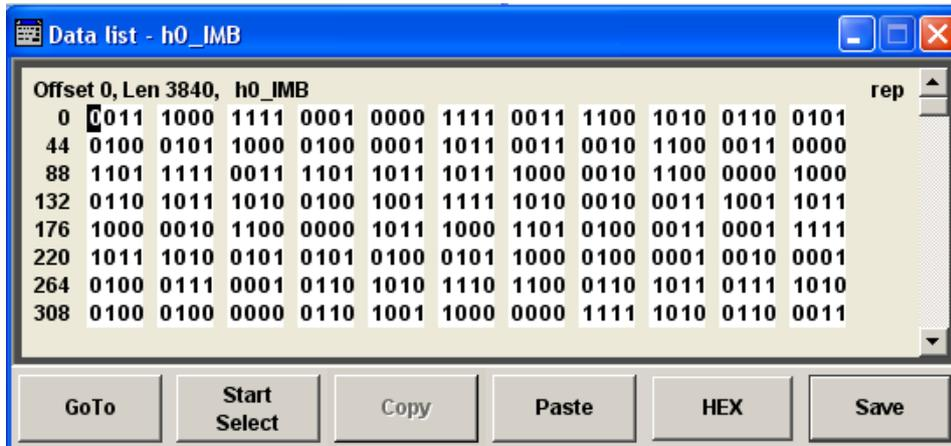 Data list - h0_IMB
Offset 0, Len 3840, h0_IMB rep
0 0011 1000 1111 0001 0000 1111 0011 1100 1010 0110 0101
44 0100 0101 1000 0100 0001 1011 0011 0010 1100 0011 0000
88 1101 1111 0011 1101 1011 1011 1000 0010 1100 0000 1000
132 0110 1011 1010 0100 1001 1111 1010 0010 0011 1001 1011
176 1000 0010 1100 0000 1011 1000 1101 0100 0011 0001 1111
220 1011 1010 0101 0101 0100 0101 1000 0100 0001 0010 0001
264 0100 0111 0001 0110 1010 1110 1100 0110 1011 0111 1010
308 0100 0100 0000 0110 1001 1000 0000 1111 1010 0110 0011
GoTo Start Select Copy Paste HEX Save